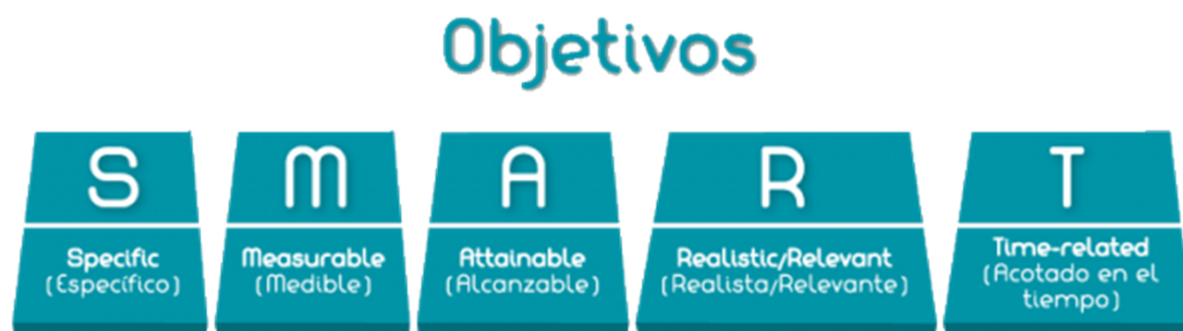 Objetivos
S
Specific
(Específico)
M
Measurable
(Medible)
A
Attainable
(Alcanzable)
R
Realistic/Relevant
(Realista/Relevante)
T
Time-related
(Acotado en el
tiempo)